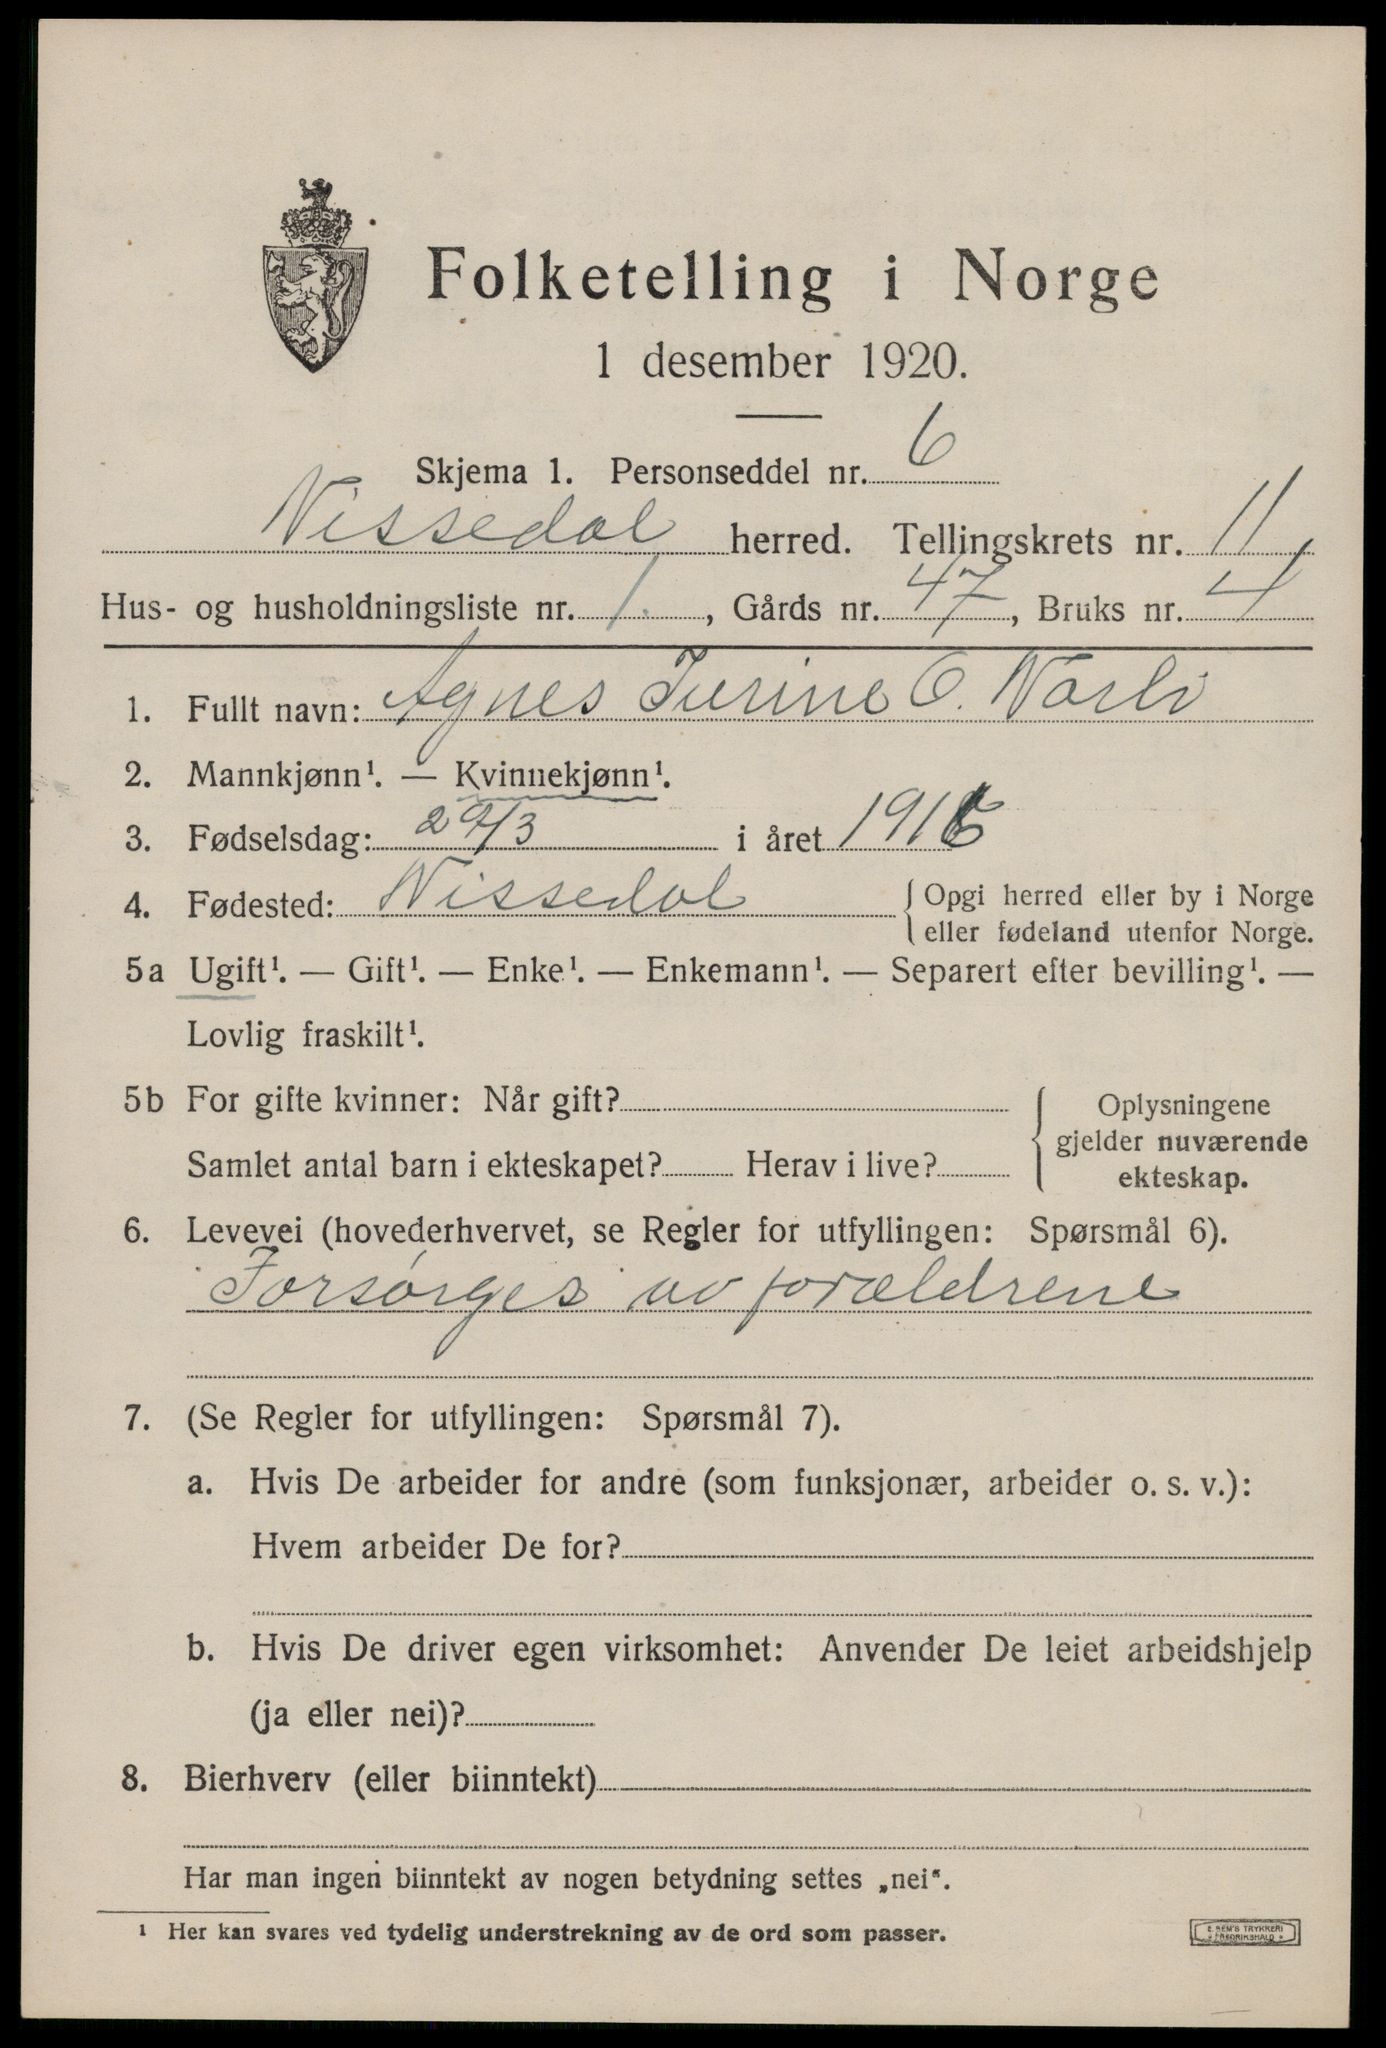 Folketelling i Norge
1 desember 1920.
Skjema 1. Personseddel nr. 6
Nissedal herred. Tellingskrets nr. 11
Hus- og husholdningsliste nr. 1. , Gårds nr. 47, Bruks nr. 4
1. Fullt navn: Agnes Turine O. Norli
2. Mannkjønn¹. — Kvinnekjønn¹.
3. Fødselsdag: 29/3 i året 1916
4. Fødested: Nissedal { Opgi herred eller by i Norge
eller fødeland utenfor Norge.
5a Ugift¹. — Gift¹. — Enke¹. — Enkemann¹. — Separert efter bevilling¹. —
Lovlig fraskilt¹.
5b For gifte kvinner: Når gift?
Samlet antal barn i ekteskapet? Herav i live?
Oplysningene
gjelder nuværende
ekteskap.
6. Levevei (hovederhvervet, se Regler for utfyllingen: Spørsmål 6).
Forsørges av forældrene
7. (Se Regler for utfyllingen: Spørsmål 7).
a. Hvis De arbeider for andre (som funksjonær, arbeider o. s. v.):
Hvem arbeider De for?
b. Hvis De driver egen virksomhet: Anvender De leiet arbeidshjelp
(ja eller nei)?
8. Bierhverv (eller biinntekt)
Har man ingen biinntekt av nogen betydning settes „nei“.
¹ Her kan svares ved tydelig understrekning av de ord som passer.
E. SEM'S TRYKKERI
FREDRIKSHALD